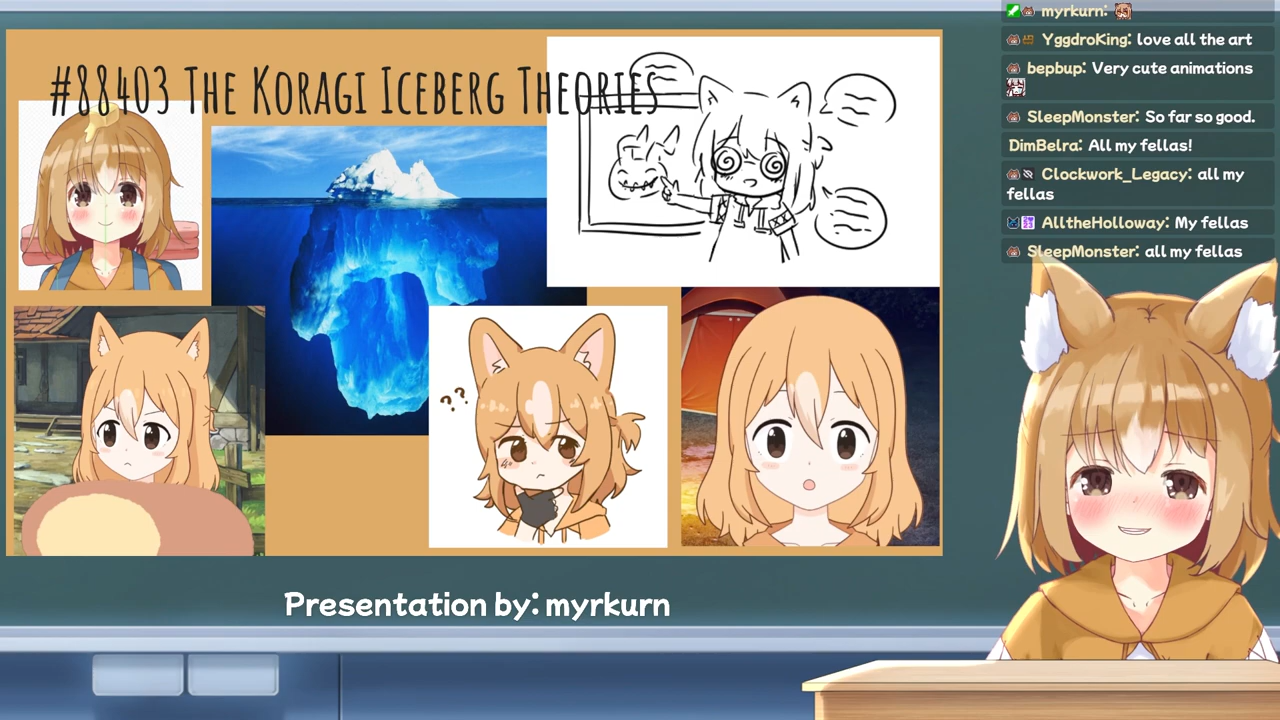 myrkurn:
YggdroKing: love all the art
bepbup: Very cute animations
SleepMonster: So far so good.
DimBelra: All my fellas!
Clockwork_Legacy: all my
fellas
AlltheHolloway: My fellas
SleepMonster: all my fellas
#88403 The Koragi Iceberg Theories
??
Presentation by: myrkurn